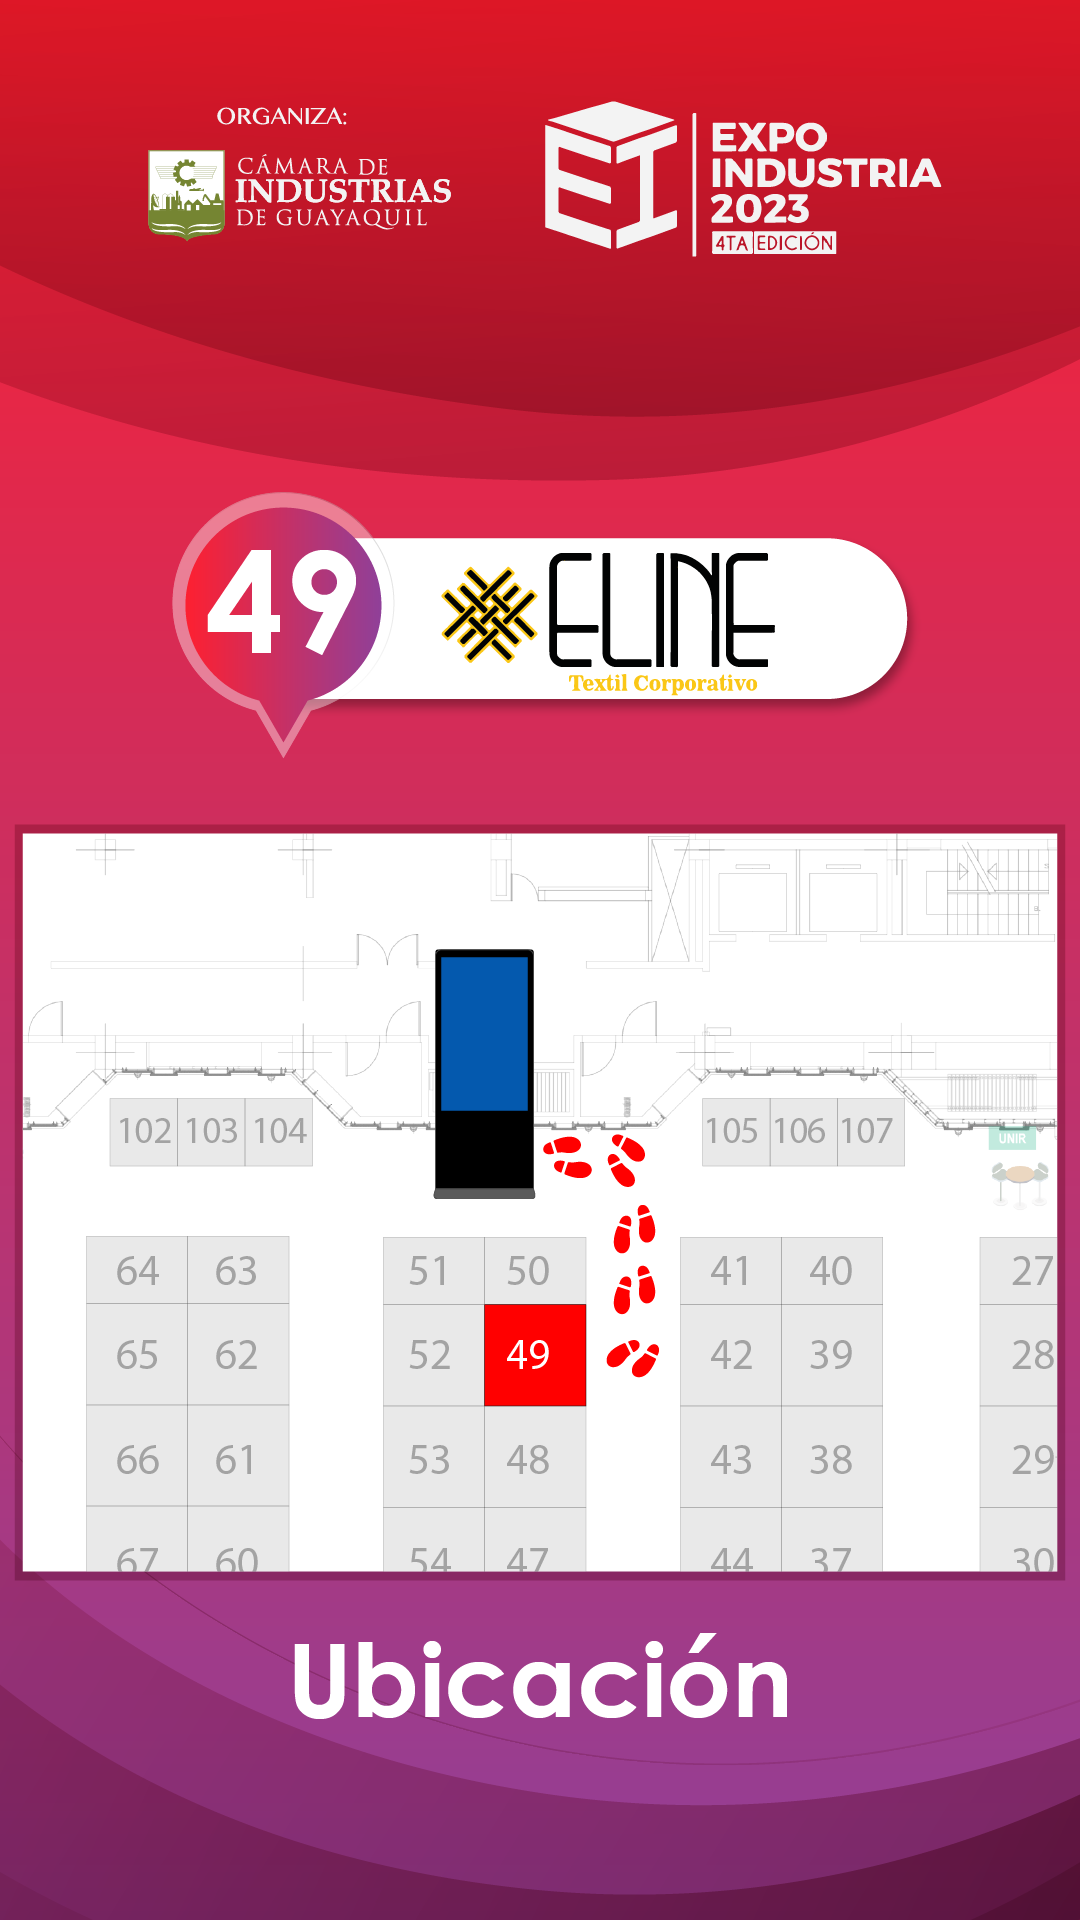 ORGANIZA:
CÁMARA DE
INDUSTRIAS
DE GUAYAQUIL
EXPO
INDUSTRIA
2023
4TA EDICIÓN
49
ELINE
Textil Corporativo
102 103 104
105 106 107
UNIR
64 63 51 50 41 40 27
65 62 52 49 42 39 28
66 61 53 48 43 38 29
67 60 54 47 44 37 30
Ubicación